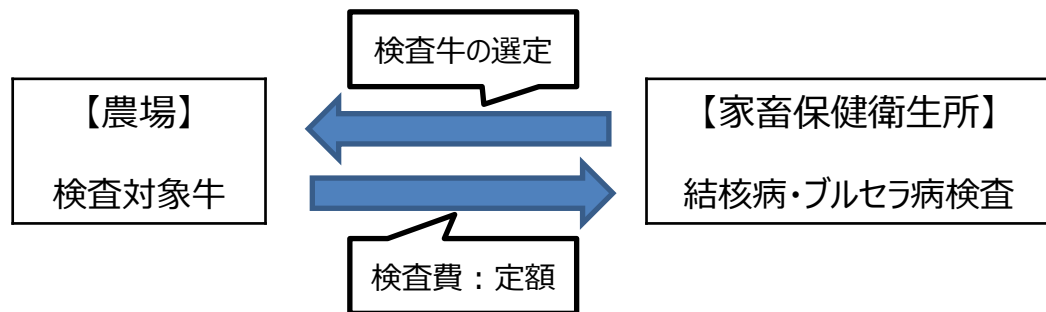 検査牛の選定
【農場】
検査対象牛
【家畜保健衛生所】
結核病・ブルセラ病検査
検査費：定額